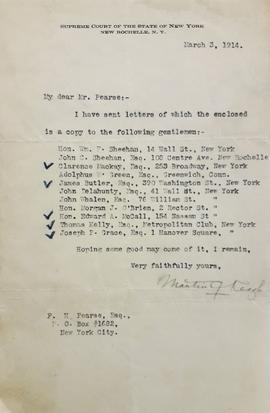 SUPREME COURT OF THE STATE OF NEW YORK
NEW ROCHELLE, N. Y.
March 3, 1914.
My dear Mr. Pearse:-
I have sent letters of which the enclosed
is a copy to the following gentlemen:-
Hon. Wm. F. Sheehan, 14 Wall St., New York
John C. Sheehan, Esq. 108 Centre Ave. New Rochelle
Clarence Mackay, Esq., 253 Broadway, New York
Adolphus Green, Esq., Greenwich, Conn.
James Butler, Esq., 390 Washington St., New York
John Delahunty, Esq., 41 Wall St., New York
John Whalen, Esq. 76 William St. "
Hon. Morgan J. O'Brien, 2 Rector St "
Hon. Edward A. McCall, 154 Nassau St "
Thomas Kelly, Esq., Metropolitan Club, New York
Joseph P. Grace, Esq. 1 Hanover Square, "
Hoping some good may come of it, I remain,
Very faithfully yours,
Martin J. Keogh
P. H. Pearse, Esq.,
P. O. Box #1682,
New York City.